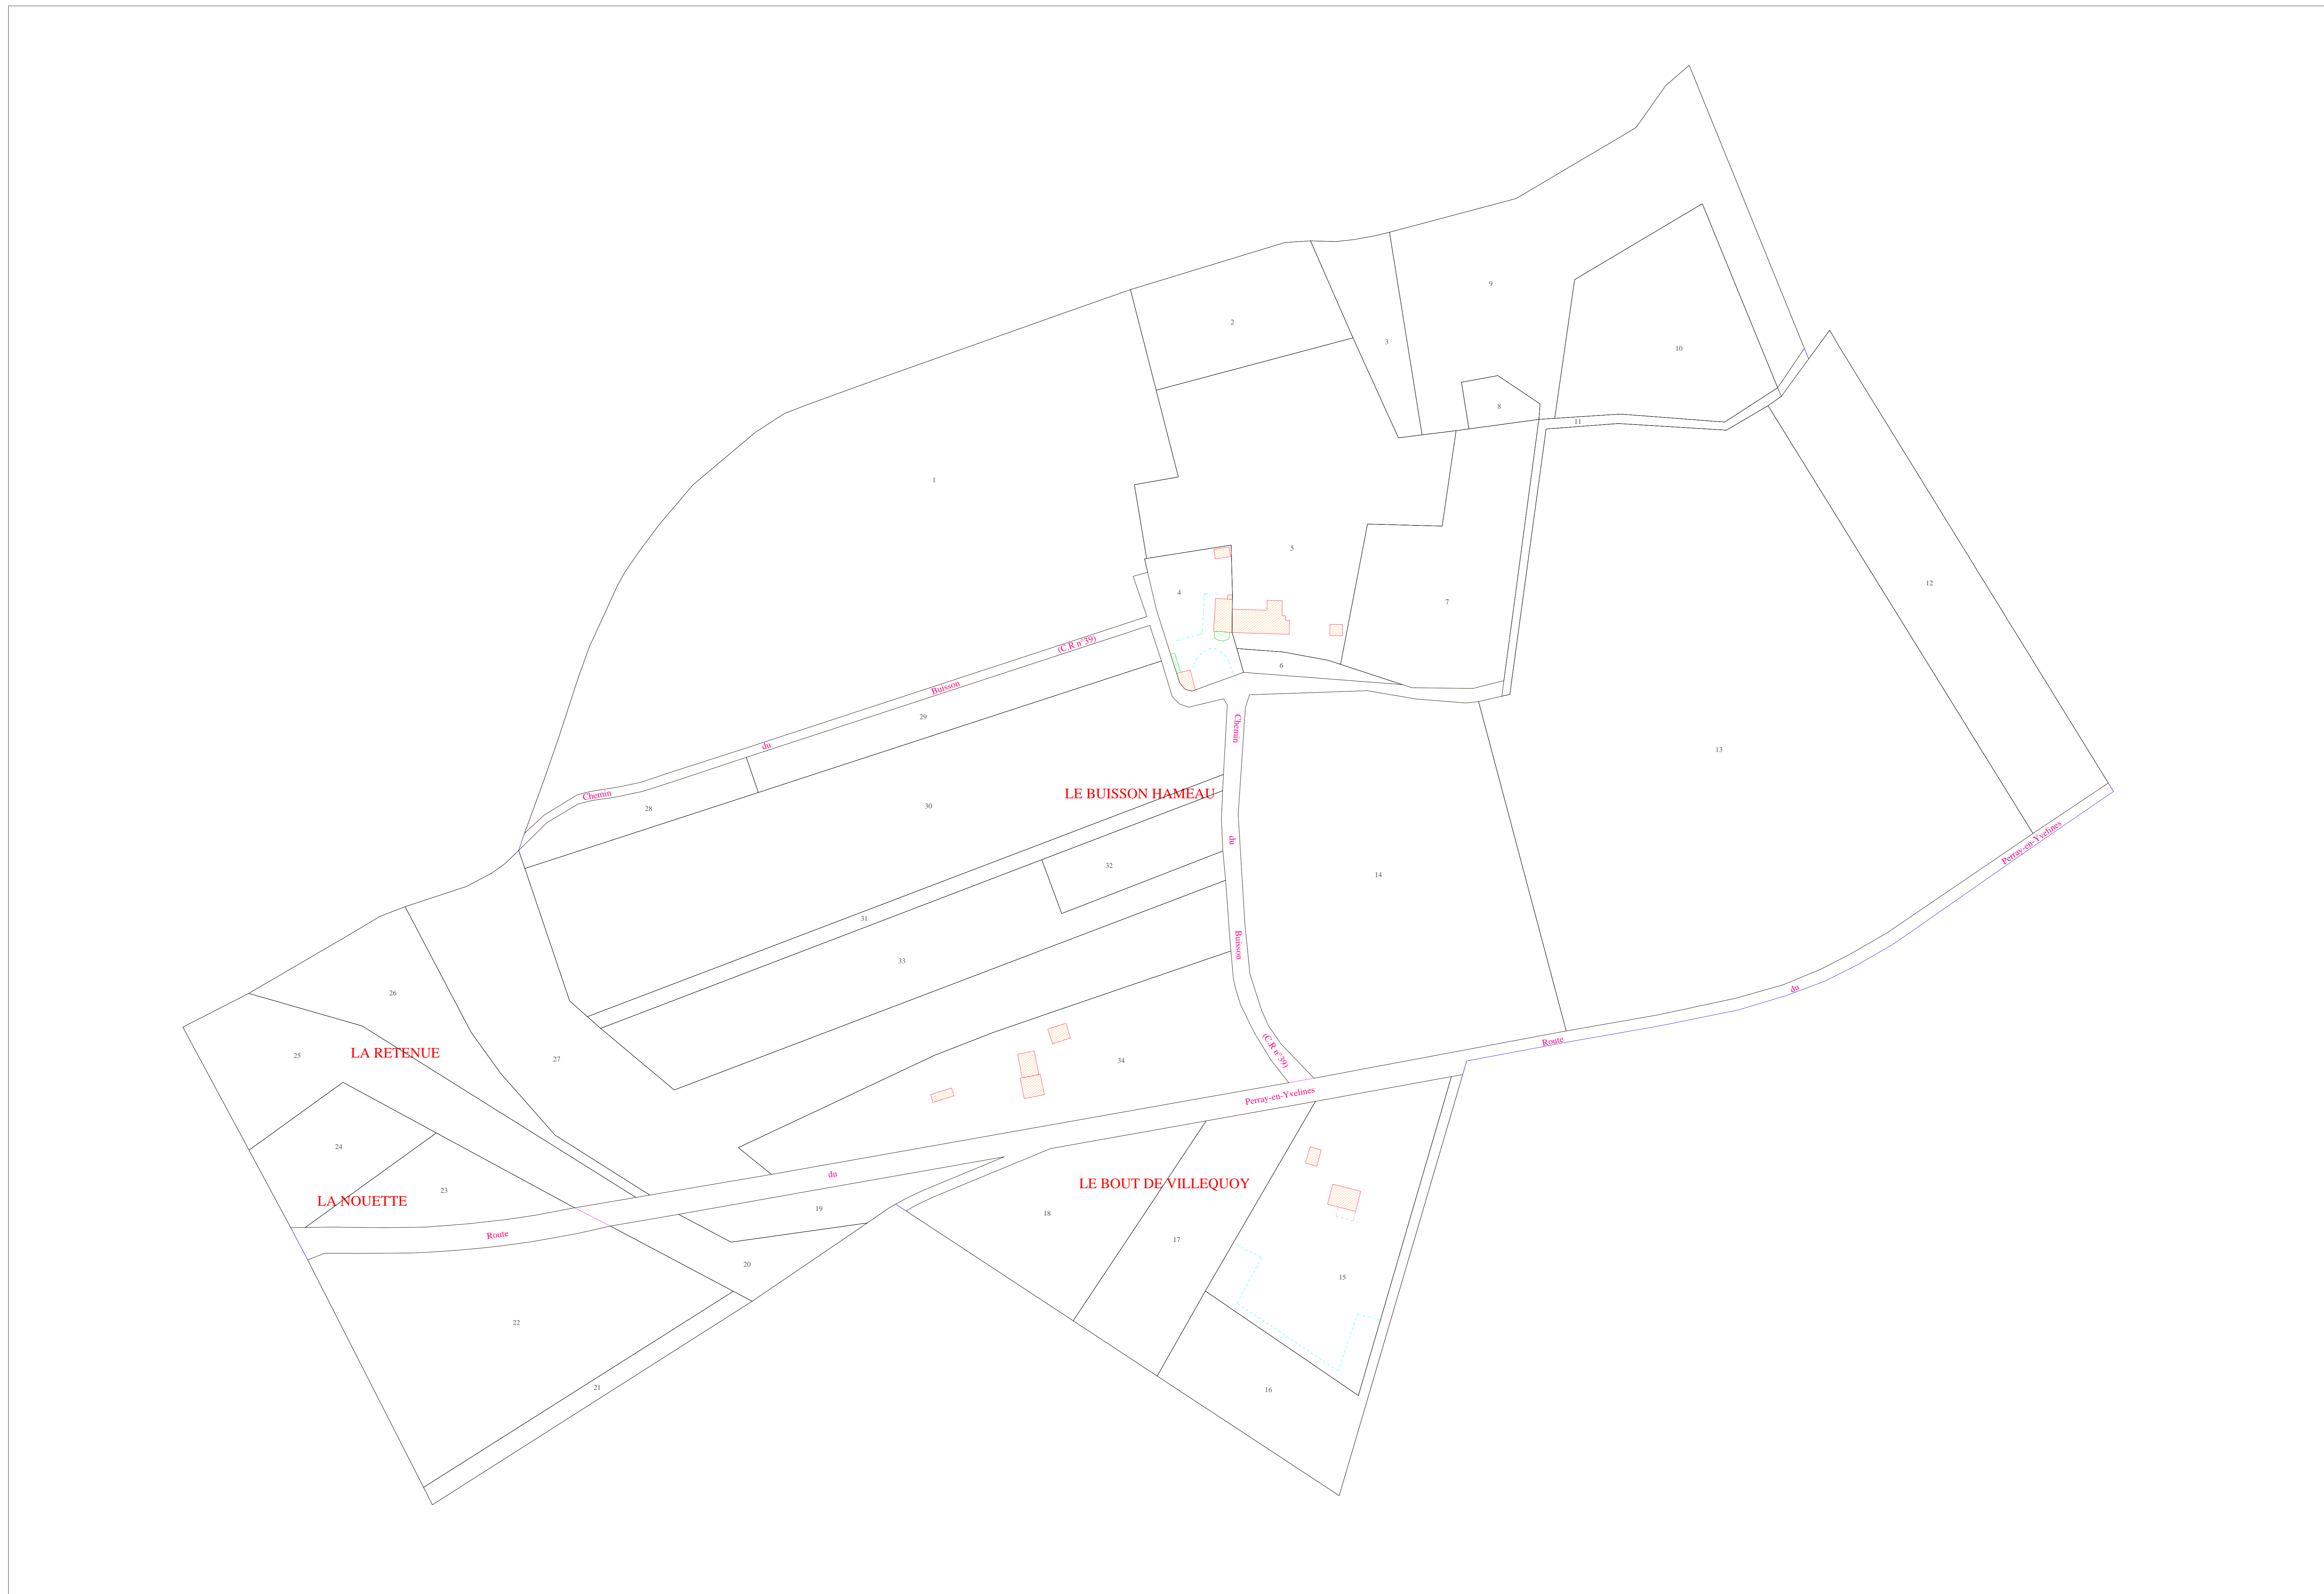 9
2
3
10
8
11
1
5
12
4
7
6
(C.R n°39)
Buisson
du
Chemin
29
28
Chemin
du
Buisson
(C.R n°39)
13
LE BUISSON HAMEAU
30
32
14
31
33
26
25
LA RETENUE
27
34
24
23
LA NOUETTE
Route
du
Perray-en-Yvelines
Route
du
Perray-en-Yvelines
19
LE BOUT DE VILLEQUOY
18
17
20
15
22
21
16